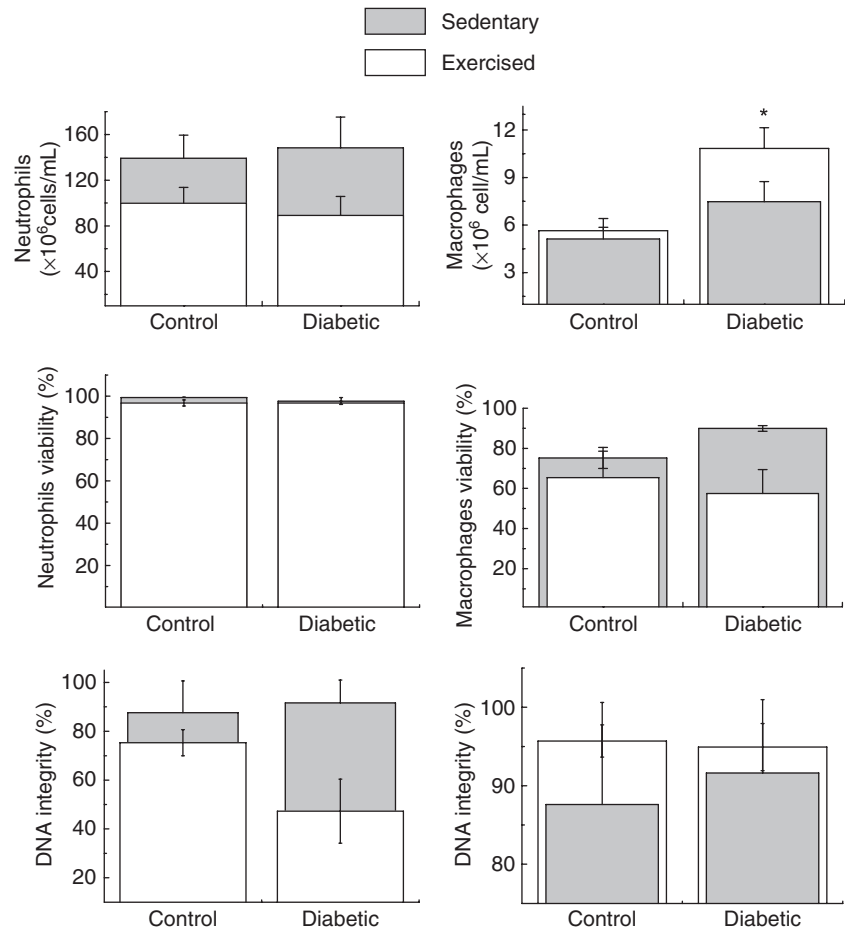 Sedentary
Exercised
Neutrophils
(×10⁶cells/mL)
160
120
80
40
Control Diabetic
Macrophages
(×10⁶ cell/mL)
12
9
6
3
*
Control Diabetic
Neutrophils viability (%)
100
80
60
40
20
Control Diabetic
Macrophages viability (%)
100
80
60
40
20
Control Diabetic
DNA integrity (%)
100
80
60
40
20
Control Diabetic
DNA integrity (%)
100
90
80
Control Diabetic